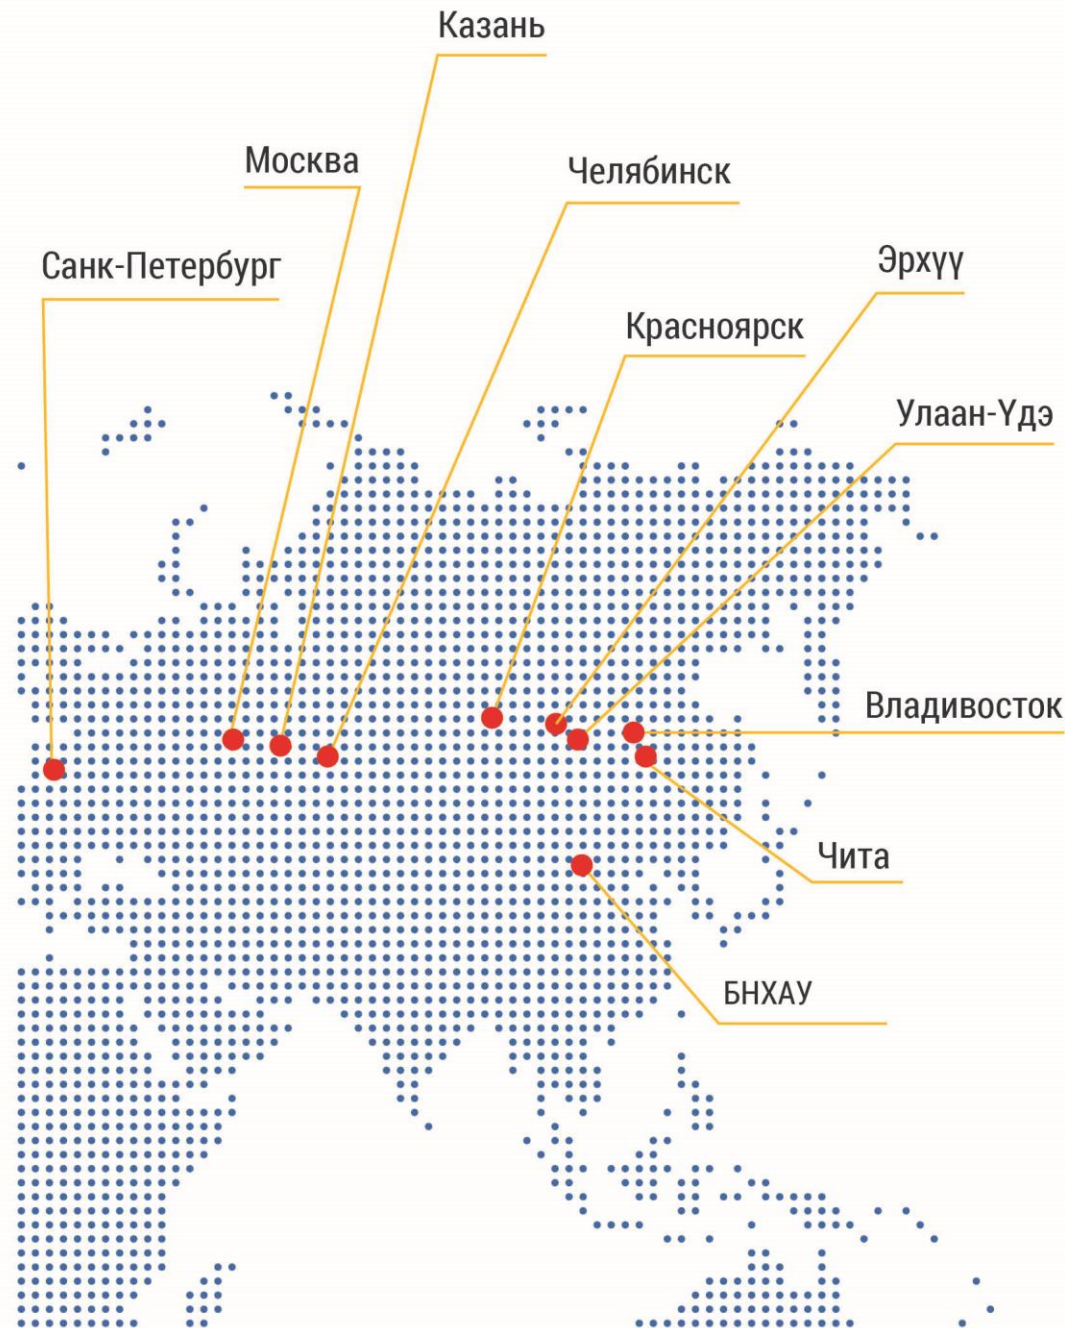 Казань
Москва
Челябинск
Санк-Петербург
Эрхүү
Красноярск
Улаан-Үдэ
Владивосток
Чита
БНХАУ